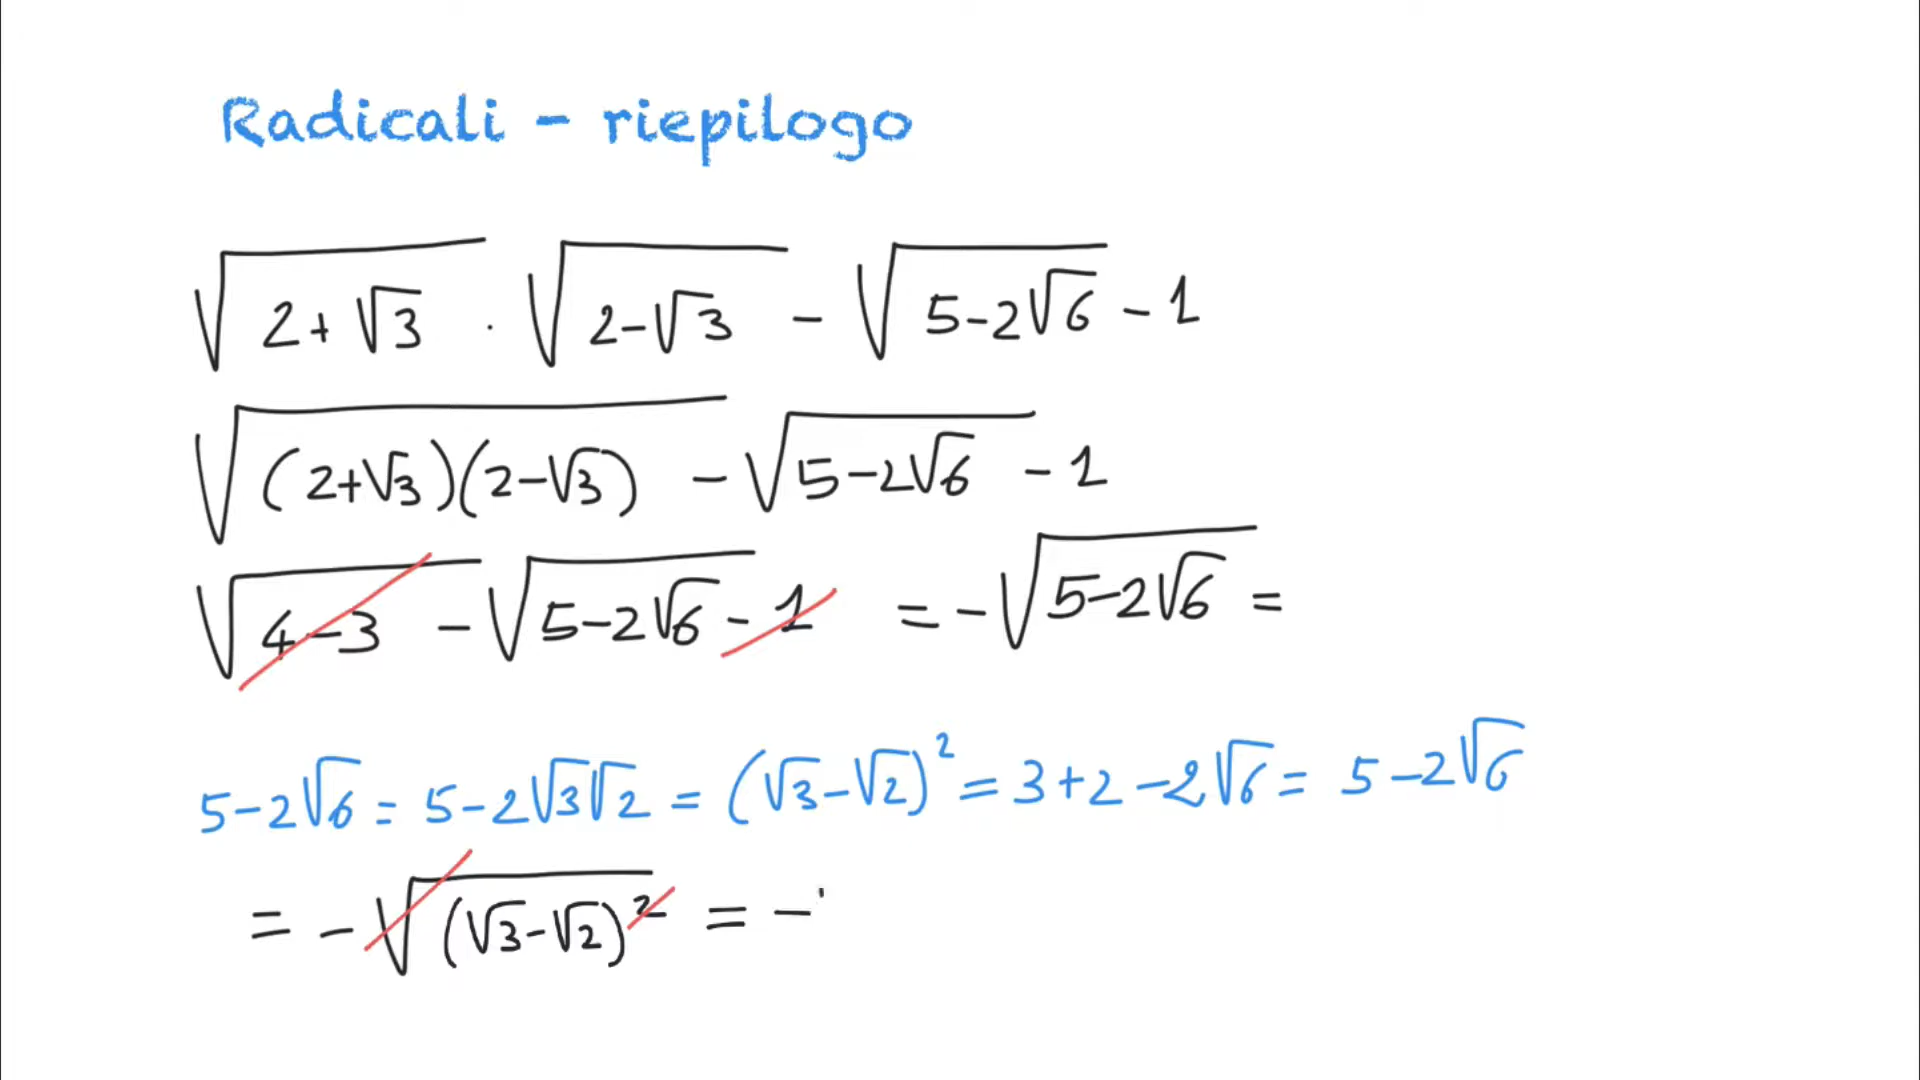 Radicali - riepilogo
√(2+√3) · √(2-√3) - √(5-2√6) - 1
√((2+√3)(2-√3)) - √(5-2√6) - 1
√(4-3) - √(5-2√6) - 1 = -√(5-2√6) =
5-2√6 = 5-2√3√2 = (√3-√2)² = 3+2-2√6 = 5-2√6
= -√((√3-√2)²) = -